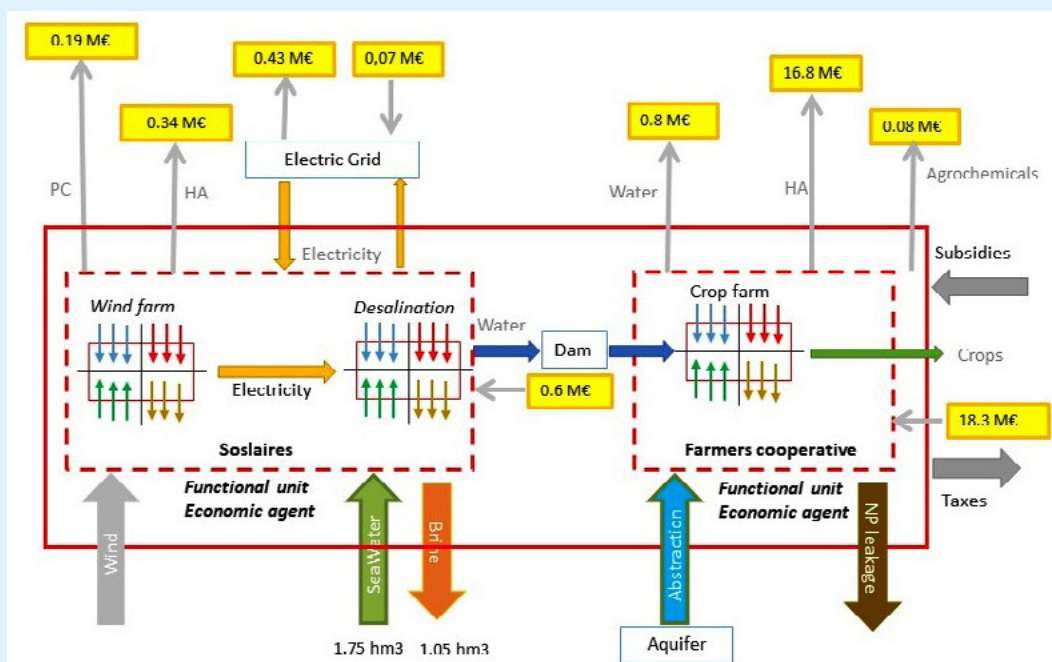 0.19 M€
0.43 M€
0,07 M€
16.8 M€
0.34 M€
0.8 M€
0.08 M€
Electric Grid
PC
HA
Water
HA
Agrochemicals
Electricity
Subsidies
Wind farm
Desalination
Crop farm
Water
Dam
Crops
Electricity
0.6 M€
18.3 M€
Soslaires
Farmers cooperative
Functional unit
Economic agent
Functional unit
Economic agent
Taxes
Wind
SeaWater
Brine
Abstraction
NP leakage
1.75 hm3
1.05 hm3
Aquifer